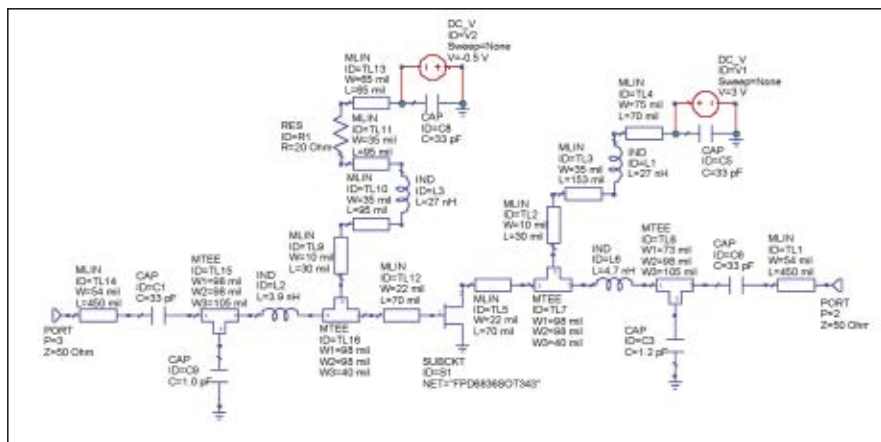 DC_V
ID=V2
Sweep=None
V=-0.5 V
MLIN
ID=TL13
W=65 mil
L=65 mil
CAP
ID=C8
C=33 pF
RES
ID=R1
R=20 Ohm
MLIN
ID=TL11
W=35 mil
L=95 mil
MLIN
ID=TL10
W=35 mil
L=95 mil
IND
ID=L3
L=27 nH
MLIN
ID=TL9
W=10 mil
L=30 mil
DC_V
ID=V1
Sweep=None
V=3 V
MLIN
ID=TL4
W=75 mil
L=70 mil
CAP
ID=C5
C=33 pF
MLIN
ID=TL3
W=35 mil
L=153 mil
IND
ID=L1
L=27 nH
MLIN
ID=TL2
W=10 mil
L=30 mil
MLIN
ID=TL14
W=54 mil
L=450 mil
CAP
ID=C1
C=33 pF
MTEE
ID=TL15
W1=98 mil
W2=98 mil
W3=105 mil
IND
ID=L2
L=3.9 nH
MLIN
ID=TL12
W=22 mil
L=70 mil
MTEE
ID=TL6
W1=73 mil
W2=98 mil
W3=105 mil
IND
ID=L6
L=4.7 nH
CAP
ID=C6
C=33 pF
MLIN
ID=TL1
W=54 mil
L=450 mil
PORT
P=3
Z=50 Ohm
CAP
ID=C9
C=1.0 pF
MTEE
ID=TL16
W1=98 mil
W2=98 mil
W3=40 mil
SUBCKT
ID=S1
NET="FPD6836SOT343"
MLIN
ID=TL5
W=22 mil
L=70 mil
MTEE
ID=TL7
W1=98 mil
W2=98 mil
W3=40 mil
CAP
ID=C3
C=1.2 pF
PORT
P=2
Z=50 Ohm